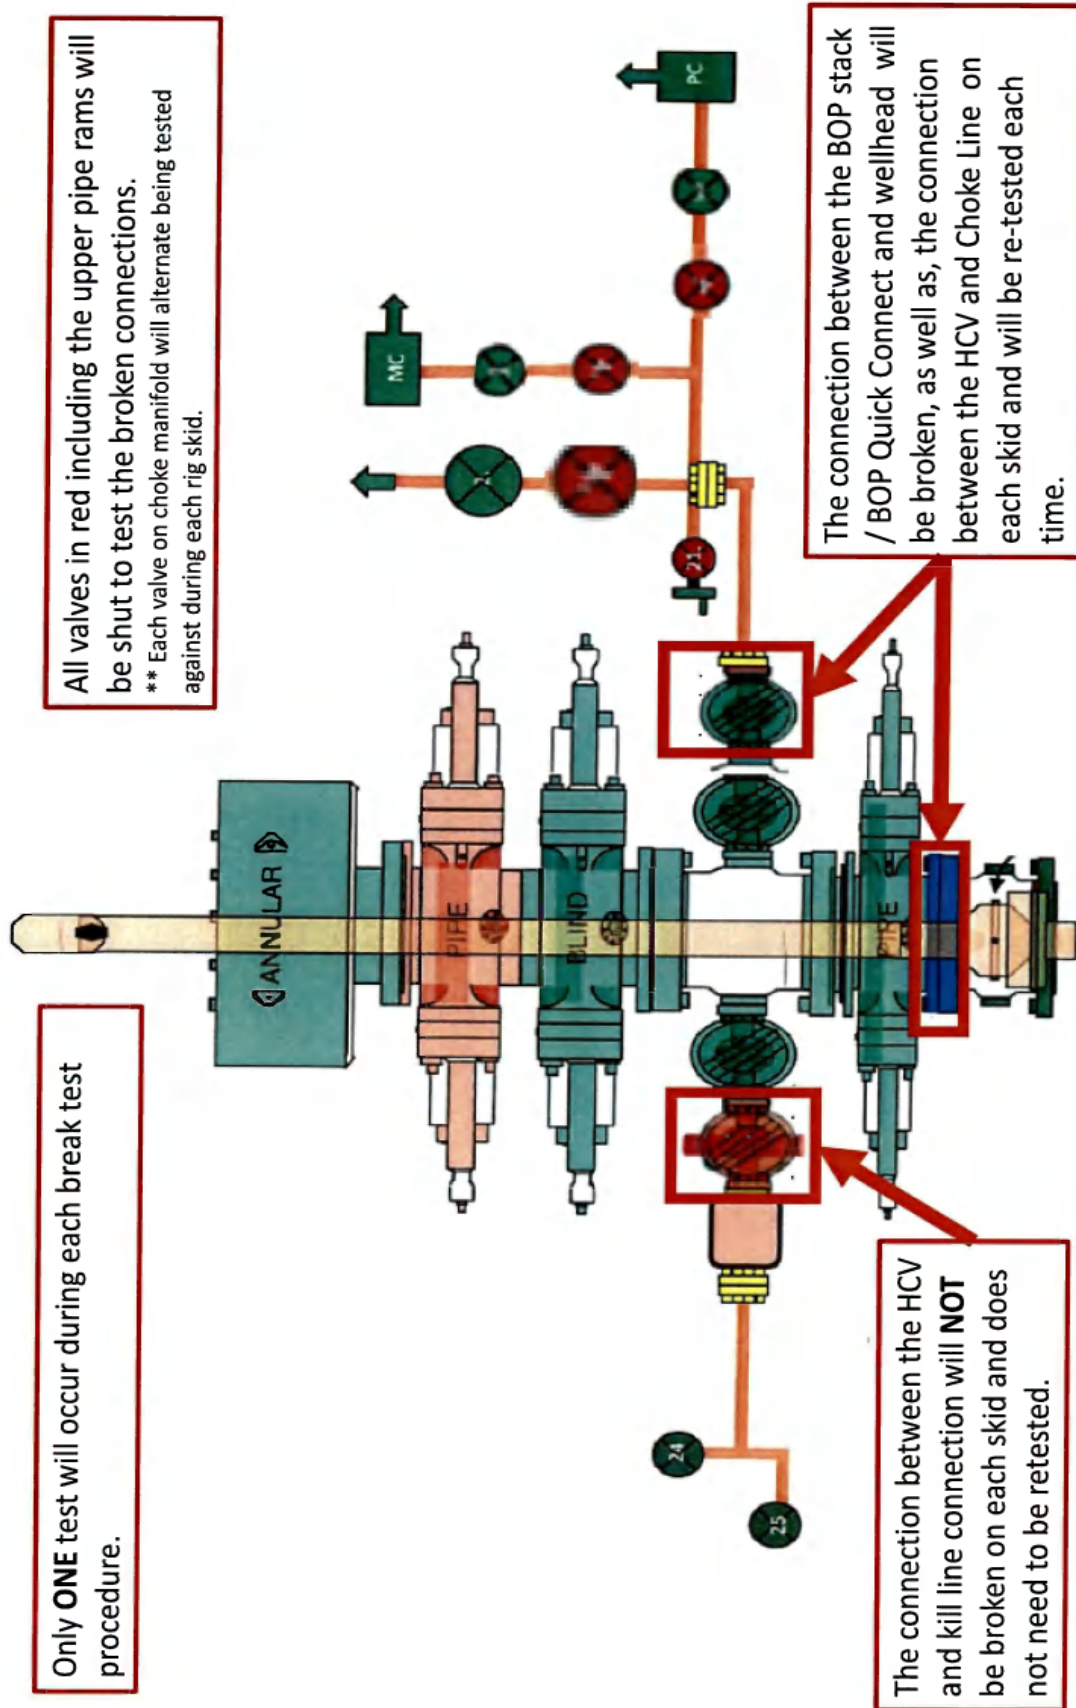 Only ONE test will occur during each break test
procedure.
All valves in red including the upper pipe rams will
be shut to test the broken connections.
** Each valve on choke manifold will alternate being tested
against during each rig skid.
ANNULAR
PIPE
BLIND
PIPE
MC
PC
21
24
25
The connection between the HCV
and kill line connection will NOT
be broken on each skid and does
not need to be retested.
The connection between the BOP stack
/ BOP Quick Connect and wellhead will
be broken, as well as, the connection
between the HCV and Choke Line on
each skid and will be re-tested each
time.